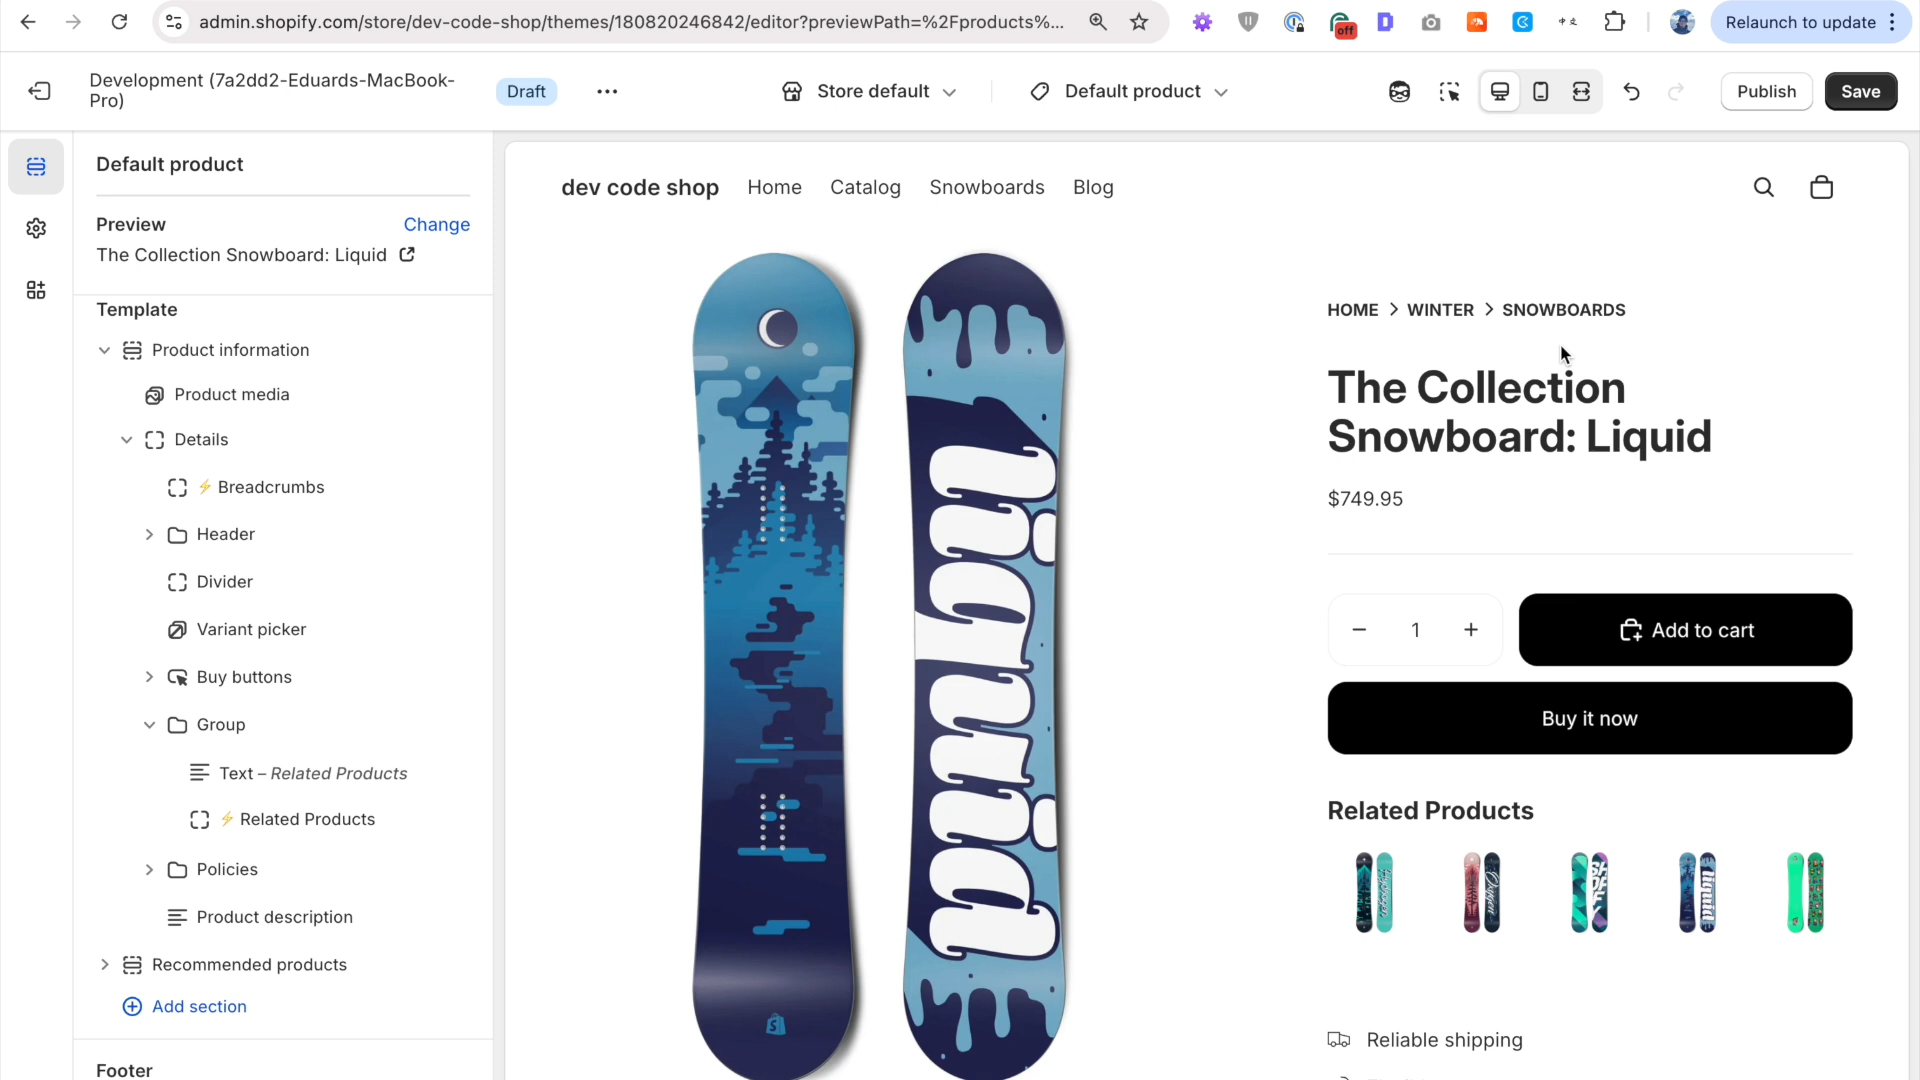 admin.shopify.com/store/dev-code-shop/themes/180820246842/editor?previewPath=%2Fproducts%...
off
Relaunch to update
Development (7a2dd2-Eduards-MacBook-
Pro)
Draft
Store default
Default product
Publish
Save
Default product
Preview
Change
The Collection Snowboard: Liquid
Template
Product information
Product media
Details
⚡ Breadcrumbs
Header
Divider
Variant picker
Buy buttons
Group
Text – Related Products
⚡ Related Products
Policies
Product description
Recommended products
Add section
Footer
dev code shop
Home
Catalog
Snowboards
Blog
liquid
HOME > WINTER > SNOWBOARDS
The Collection
Snowboard: Liquid
$749.95
− 1 +
Add to cart
Buy it now
Related Products
liquid
Reliable shipping